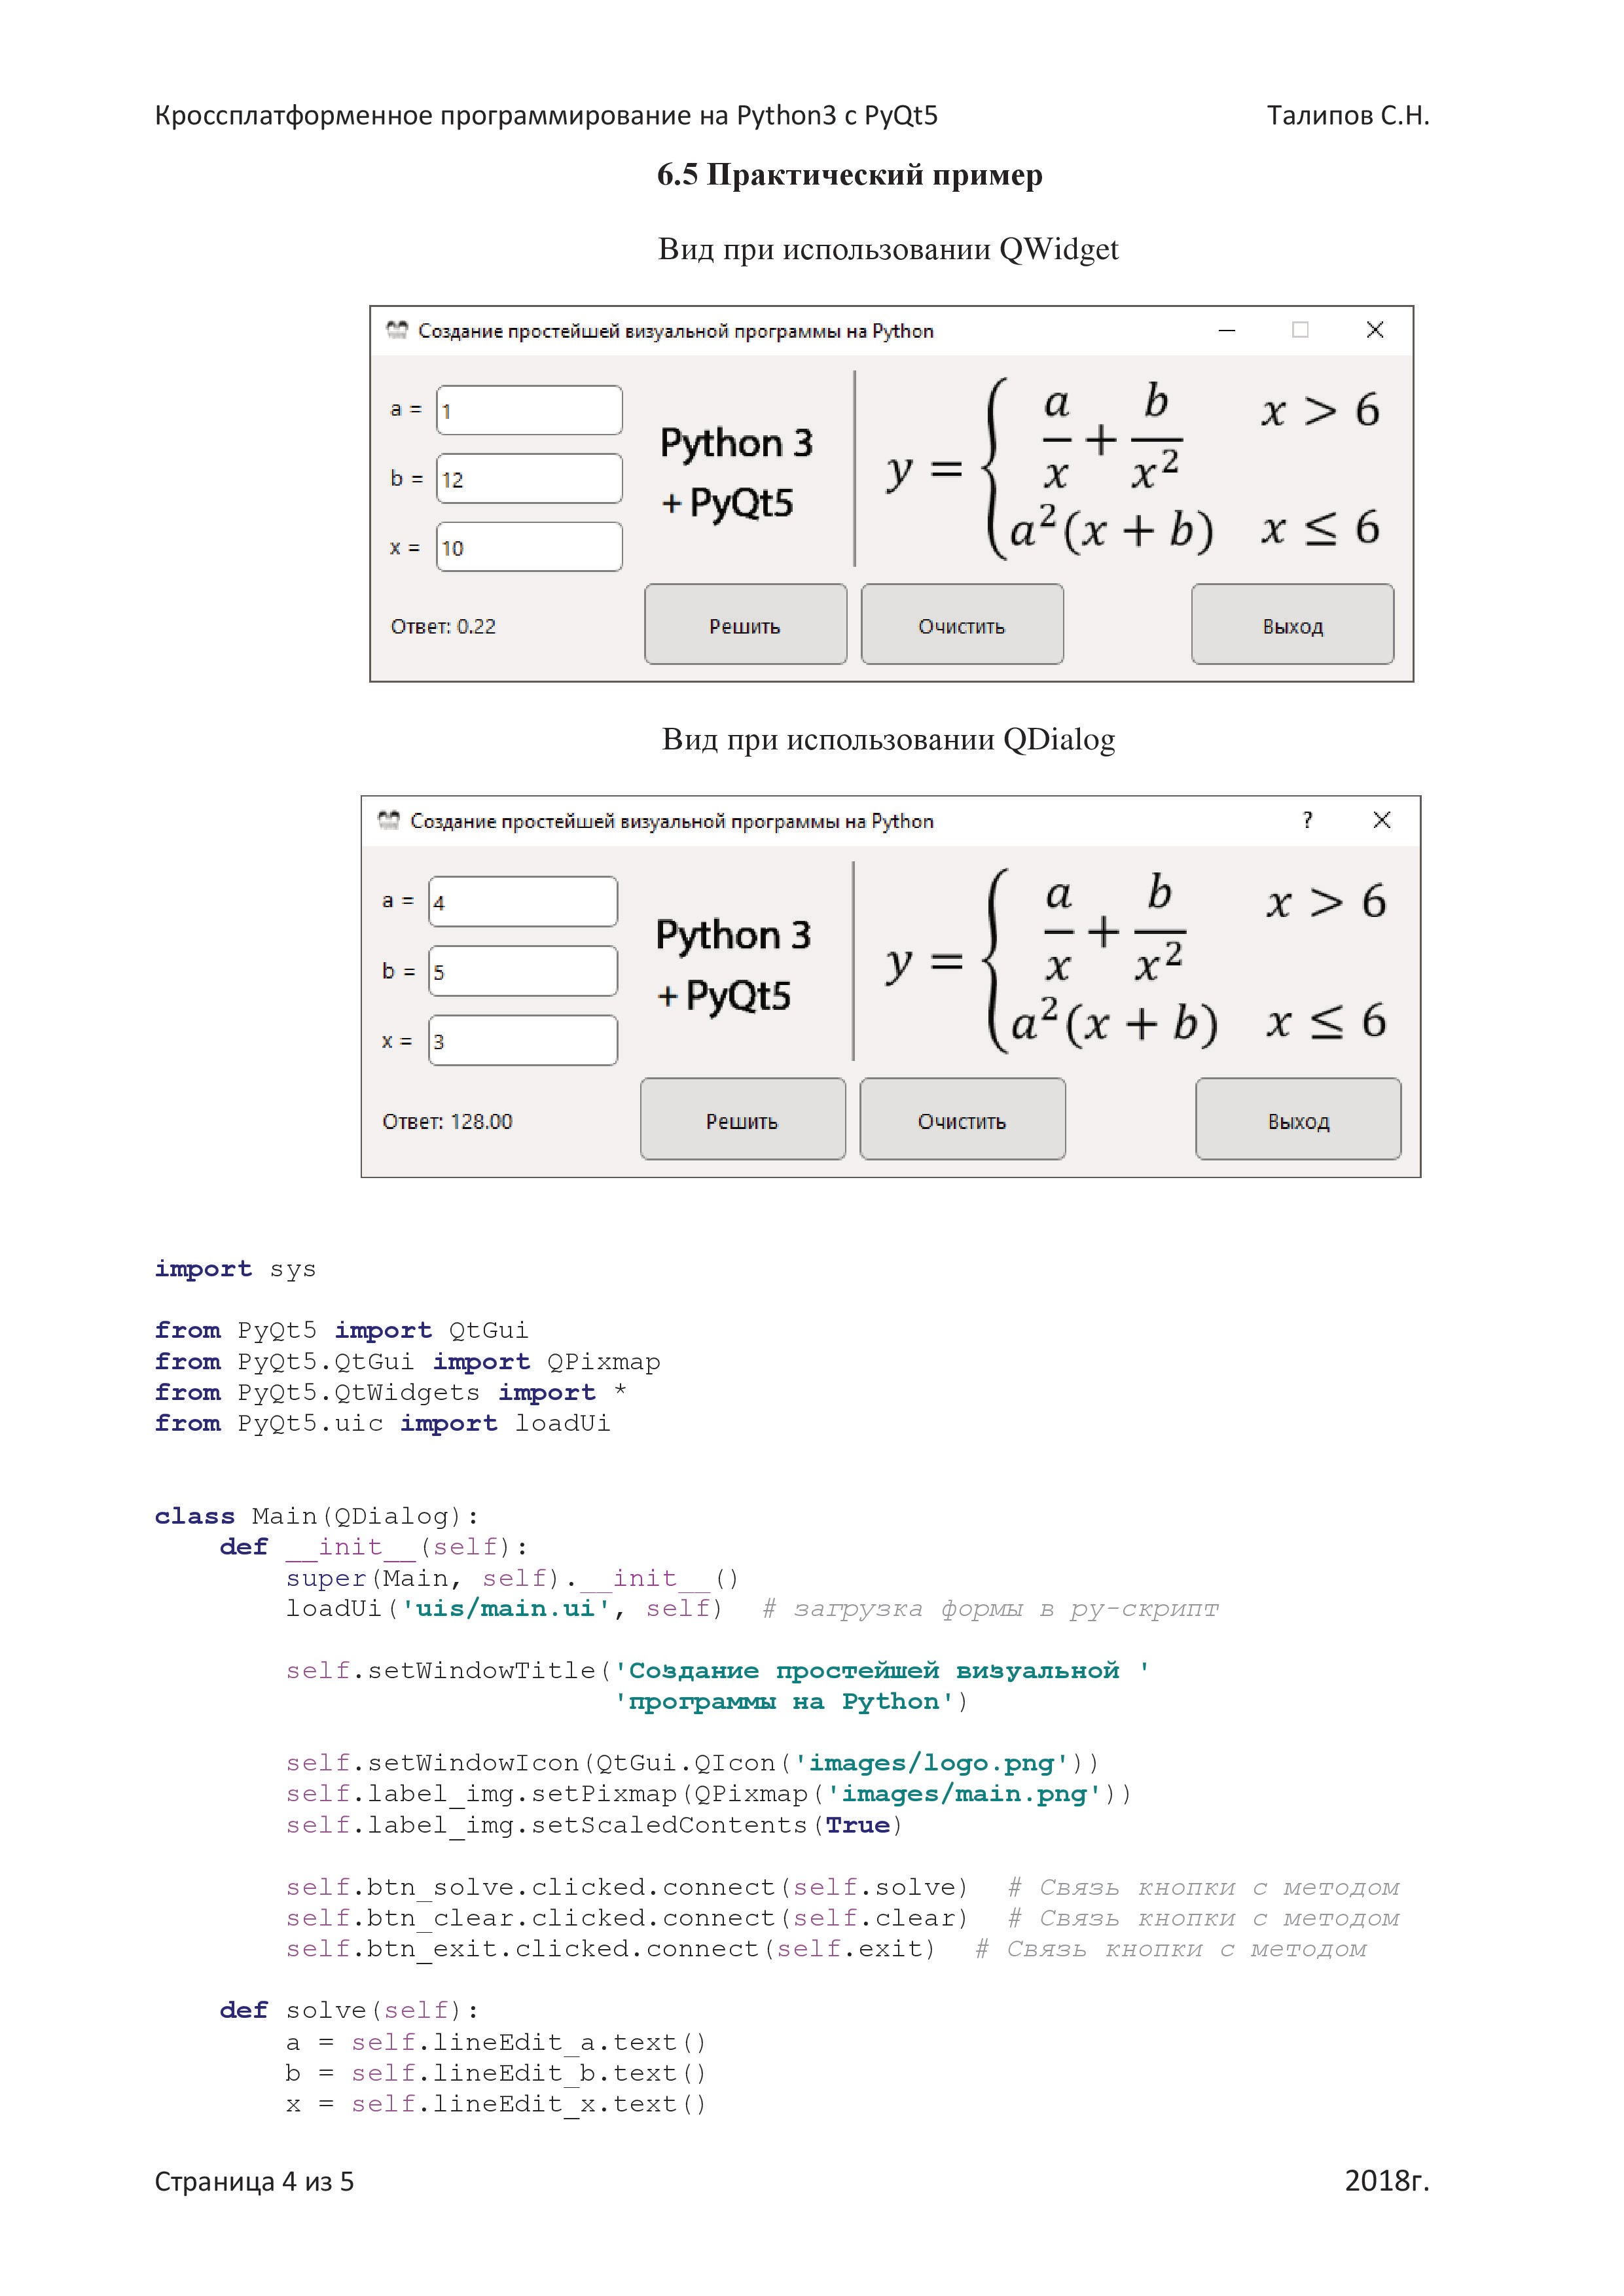 Кроссплатформенное программирование на Python3 с PyQt5 Талипов С.Н.
6.5 Практический пример
Вид при использовании QWidget
Создание простейшей визуальной программы на Python
a = 1
b = 12
x = 10
Python 3
+ PyQt5
y = { a/x + b/x² x > 6
a²(x + b) x ≤ 6
Ответ: 0.22 Решить Очистить Выход
Вид при использовании QDialog
Создание простейшей визуальной программы на Python ?
a = 4
b = 5
x = 3
Python 3
+ PyQt5
y = { a/x + b/x² x > 6
a²(x + b) x ≤ 6
Ответ: 128.00 Решить Очистить Выход
import sys
from PyQt5 import QtGui
from PyQt5.QtGui import QPixmap
from PyQt5.QtWidgets import *
from PyQt5.uic import loadUi
class Main(QDialog):
    def __init__(self):
        super(Main, self).__init__()
        loadUi('uis/main.ui', self)  # загрузка формы в py-скрипт
        self.setWindowTitle('Создание простейшей визуальной '
                            'программы на Python')
        self.setWindowIcon(QtGui.QIcon('images/logo.png'))
        self.label_img.setPixmap(QPixmap('images/main.png'))
        self.label_img.setScaledContents(True)
        self.btn_solve.clicked.connect(self.solve)  # Связь кнопки с методом
        self.btn_clear.clicked.connect(self.clear)  # Связь кнопки с методом
        self.btn_exit.clicked.connect(self.exit)  # Связь кнопки с методом
    def solve(self):
        a = self.lineEdit_a.text()
        b = self.lineEdit_b.text()
        x = self.lineEdit_x.text()
Страница 4 из 5 2018г.